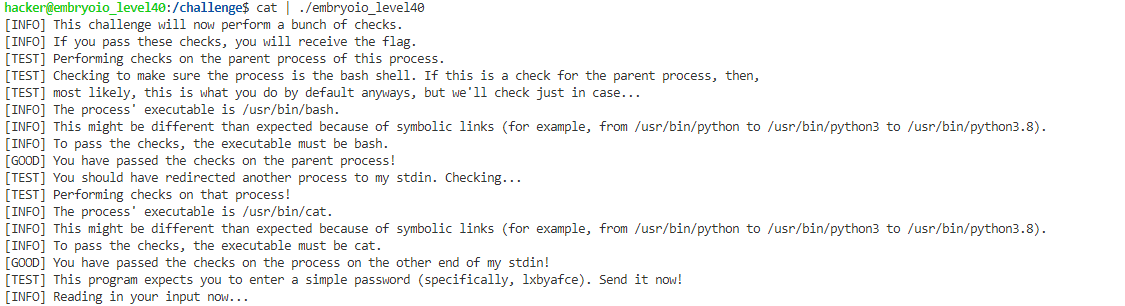 hacker@embryoio_level40:/challenge$ cat | ./embryoio_level40
[INFO] This challenge will now perform a bunch of checks.
[INFO] If you pass these checks, you will receive the flag.
[TEST] Performing checks on the parent process of this process.
[TEST] Checking to make sure the process is the bash shell. If this is a check for the parent process, then,
[TEST] most likely, this is what you do by default anyways, but we'll check just in case...
[INFO] The process' executable is /usr/bin/bash.
[INFO] This might be different than expected because of symbolic links (for example, from /usr/bin/python to /usr/bin/python3 to /usr/bin/python3.8).
[INFO] To pass the checks, the executable must be bash.
[GOOD] You have passed the checks on the parent process!
[TEST] You should have redirected another process to my stdin. Checking...
[TEST] Performing checks on that process!
[INFO] The process' executable is /usr/bin/cat.
[INFO] This might be different than expected because of symbolic links (for example, from /usr/bin/python to /usr/bin/python3 to /usr/bin/python3.8).
[INFO] To pass the checks, the executable must be cat.
[GOOD] You have passed the checks on the process on the other end of my stdin!
[TEST] This program expects you to enter a simple password (specifically, lxbyafce). Send it now!
[INFO] Reading in your input now...